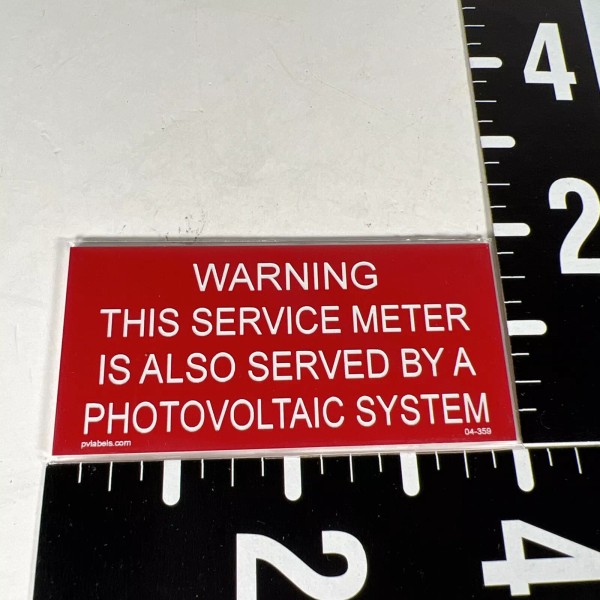 WARNING
THIS SERVICE METER
IS ALSO SERVED BY A
PHOTOVOLTAIC SYSTEM
pvlabels.com 04-359
4
2
2 4